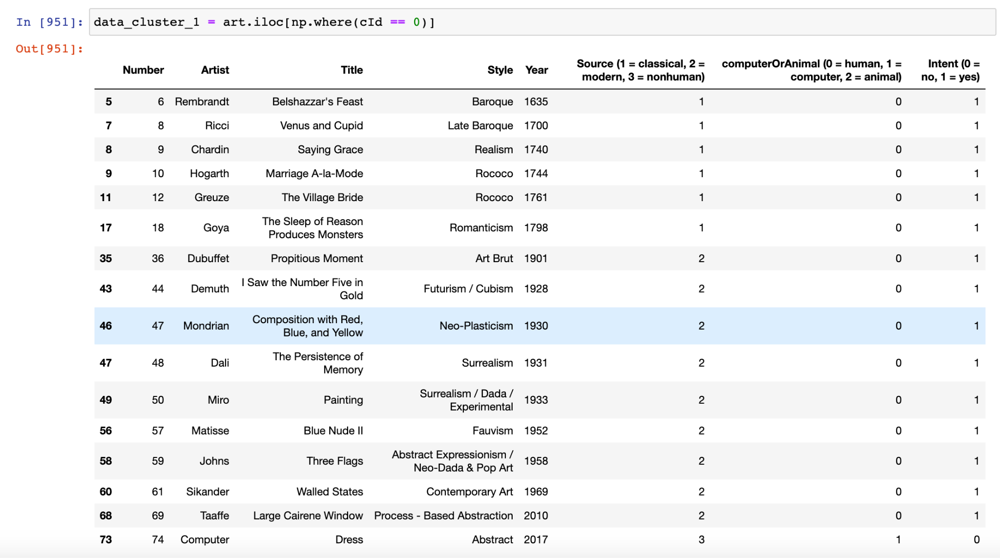 In [951]: data_cluster_1 = art.iloc[np.where(cId == 0)]
Out[951]:
Number Artist Title Style Year Source (1 = classical, 2 = modern, 3 = nonhuman) computerOrAnimal (0 = human, 1 = computer, 2 = animal) Intent (0 = no, 1 = yes)
5 6 Rembrandt Belshazzar's Feast Baroque 1635 1 0 1
7 8 Ricci Venus and Cupid Late Baroque 1700 1 0 1
8 9 Chardin Saying Grace Realism 1740 1 0 1
9 10 Hogarth Marriage A-la-Mode Rococo 1744 1 0 1
11 12 Greuze The Village Bride Rococo 1761 1 0 1
17 18 Goya The Sleep of Reason Produces Monsters Romanticism 1798 1 0 1
35 36 Dubuffet Propitious Moment Art Brut 1901 2 0 1
43 44 Demuth I Saw the Number Five in Gold Futurism / Cubism 1928 2 0 1
46 47 Mondrian Composition with Red, Blue, and Yellow Neo-Plasticism 1930 2 0 1
47 48 Dali The Persistence of Memory Surrealism 1931 2 0 1
49 50 Miro Painting Surrealism / Dada / Experimental 1933 2 0 1
56 57 Matisse Blue Nude II Fauvism 1952 2 0 1
58 59 Johns Three Flags Abstract Expressionism / Neo-Dada & Pop Art 1958 2 0 1
60 61 Sikander Walled States Contemporary Art 1969 2 0 1
68 69 Taaffe Large Cairene Window Process - Based Abstraction 2010 2 0 1
73 74 Computer Dress Abstract 2017 3 1 0